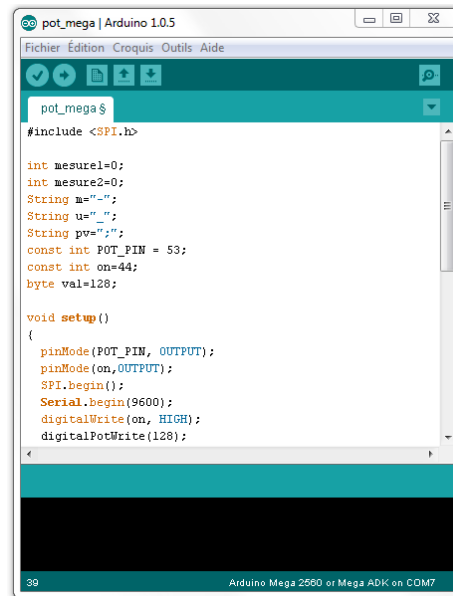 pot_mega | Arduino 1.0.5
Fichier Édition Croquis Outils Aide
pot_mega §
#include <SPI.h>
int mesure1=0;
int mesure2=0;
String m="-";
String u="_";
String pv=";";
const int POT_PIN = 53;
const int on=44;
byte val=128;
void setup()
{
pinMode(POT_PIN, OUTPUT);
pinMode(on,OUTPUT);
SPI.begin();
Serial.begin(9600);
digitalWrite(on, HIGH);
digitalPotWrite(128);
39 Arduino Mega 2560 or Mega ADK on COM7